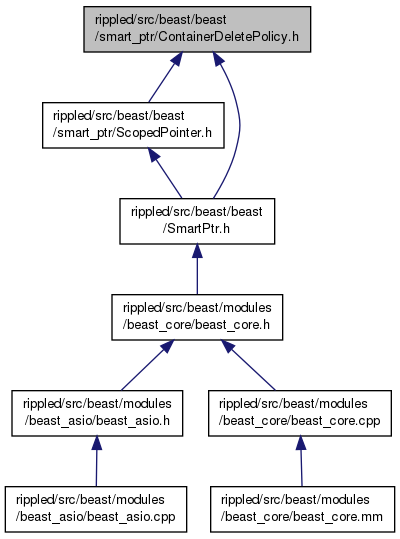 rippled/src/beast/beast
/smart_ptr/ContainerDeletePolicy.h
rippled/src/beast/beast
/smart_ptr/ScopedPointer.h
rippled/src/beast/beast
/SmartPtr.h
rippled/src/beast/modules
/beast_core/beast_core.h
rippled/src/beast/modules
/beast_asio/beast_asio.h
rippled/src/beast/modules
/beast_core/beast_core.cpp
rippled/src/beast/modules
/beast_asio/beast_asio.cpp
rippled/src/beast/modules
/beast_core/beast_core.mm